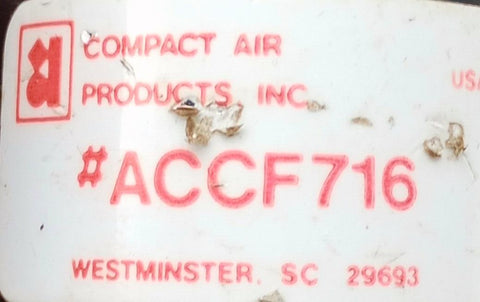 COMPACT AIR
PRODUCTS, INC.
USA
#ACCF716
WESTMINSTER, SC 29693